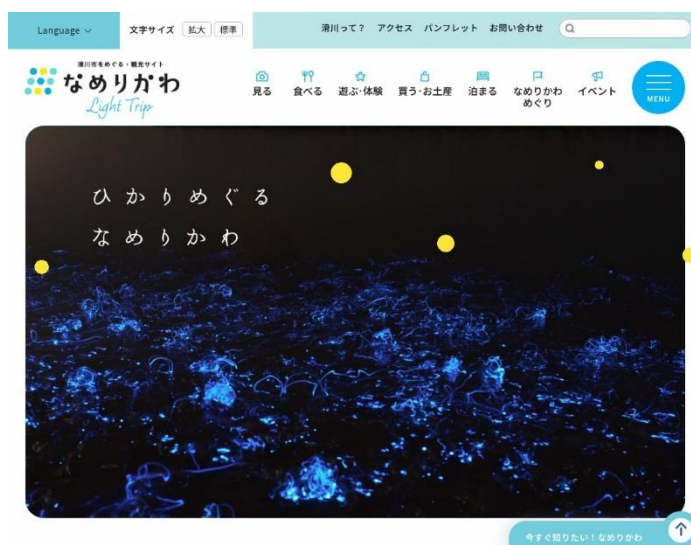 Language
文字サイズ 拡大 標準
滑川って？ アクセス パンフレット お問い合わせ
滑川市をめぐる・観光サイト
なめりかわ
Light Trip
見る 食べる 遊ぶ・体験 買う・お土産 泊まる なめりかわ イベント
めぐり
MENU
ひかりめぐる
なめりかわ
今すぐ知りたい！なめりかわ